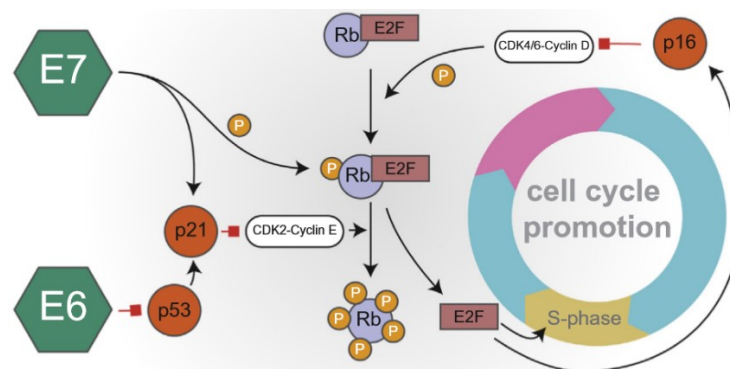 Rb
E2F
CDK4/6-Cyclin D
p16
E7
P
P
P
Rb
E2F
cell cycle
promotion
p21
CDK2-Cyclin E
E6
p53
P
P
P
Rb
P
P
E2F
S-phase